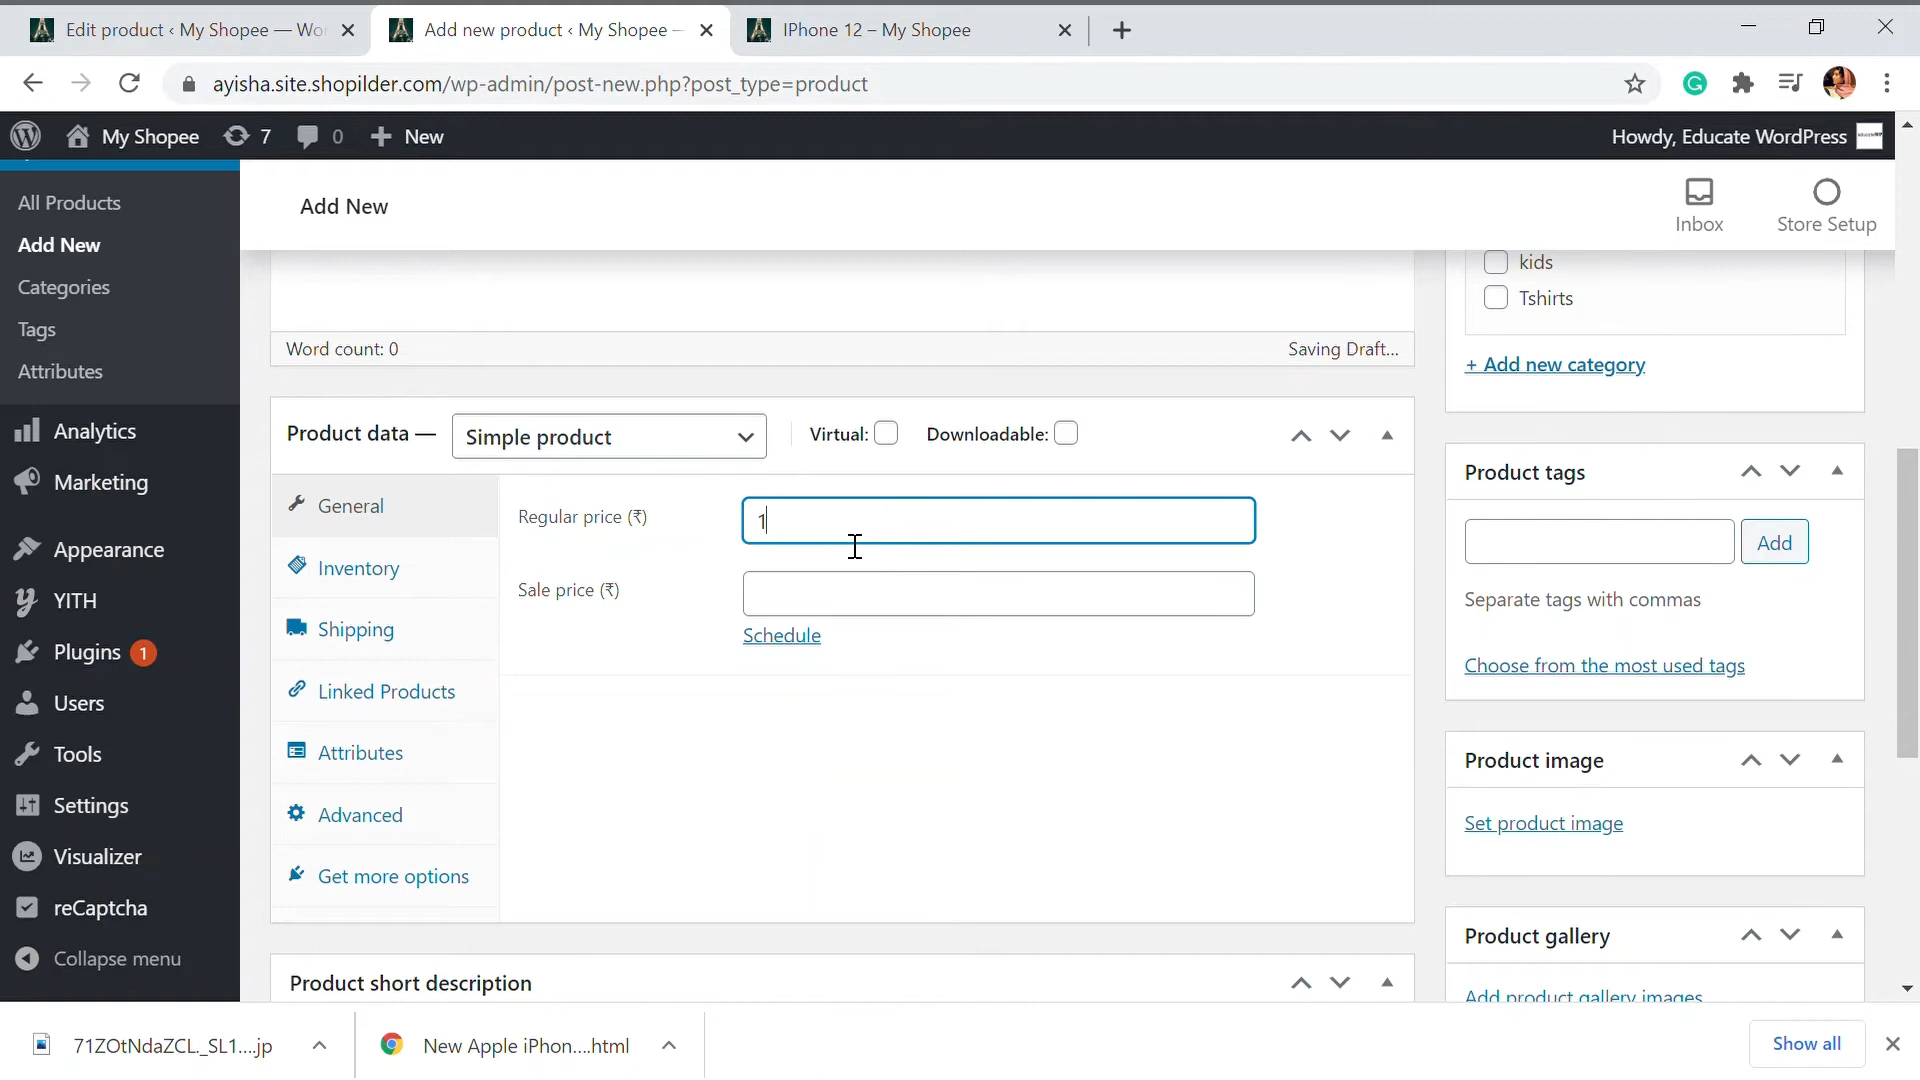 Edit product ‹ My Shopee — Wo
Add new product ‹ My Shopee —
IPhone 12 – My Shopee
ayisha.site.shopilder.com/wp-admin/post-new.php?post_type=product
My Shopee 7 0 New
Howdy, Educate WordPress
All Products
Add New
Categories
Tags
Attributes
Analytics
Marketing
Appearance
YITH
Plugins 1
Users
Tools
Settings
Visualizer
reCaptcha
Collapse menu
Add New
Inbox
Store Setup
Word count: 0
Saving Draft...
Product data —
Simple product
Virtual:
Downloadable:
General
Inventory
Shipping
Linked Products
Attributes
Advanced
Get more options
Regular price (₹)
1
Sale price (₹)
Schedule
Product short description
kids
Tshirts
+ Add new category
Product tags
Add
Separate tags with commas
Choose from the most used tags
Product image
Set product image
Product gallery
Add product gallery images
71ZOtNdaZCL._SL1....jp
New Apple iPhon....html
Show all